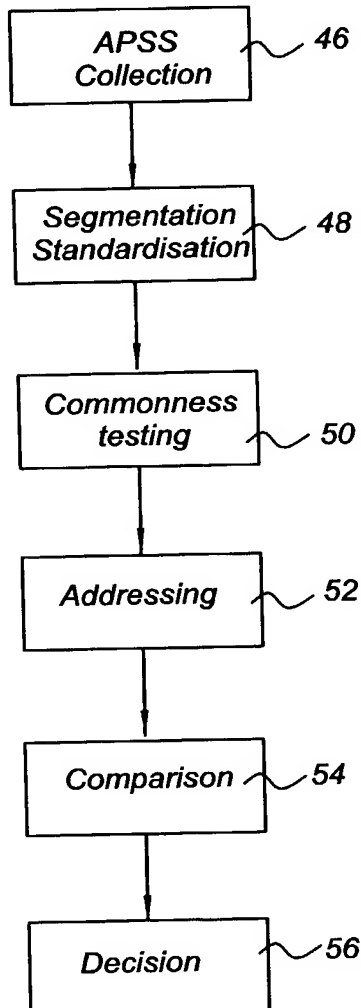 APSS
Collection
46
Segmentation
Standardisation
48
Commonness
testing
50
Addressing
52
Comparison
54
Decision
56